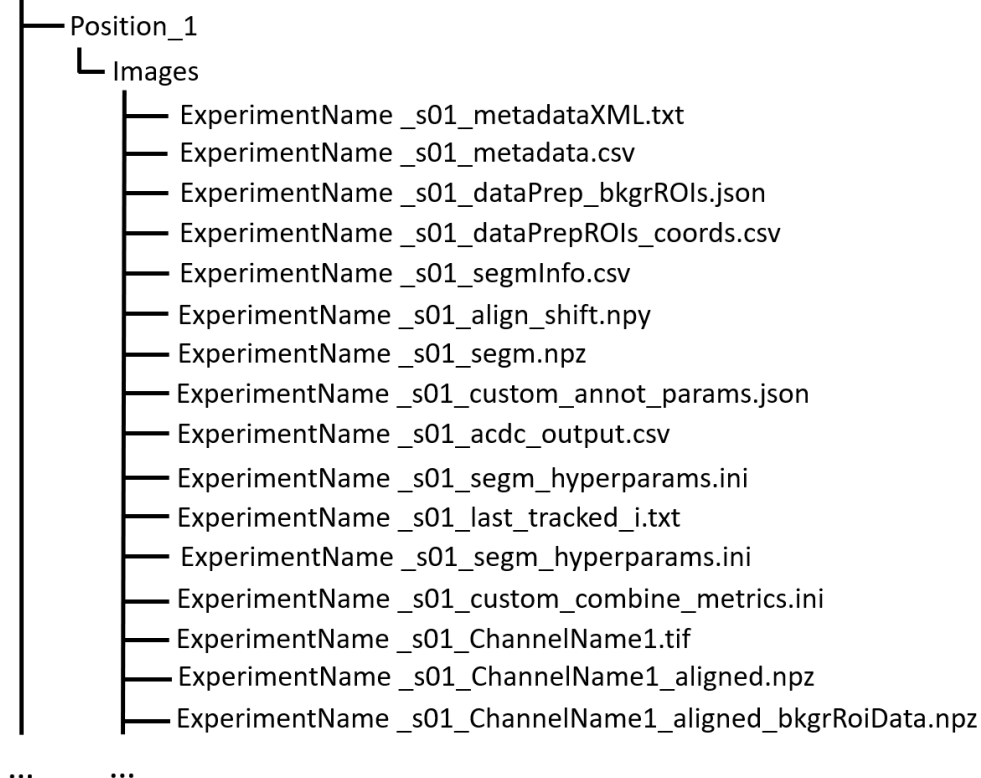 Position_1
Images
ExperimentName _s01_metadataXML.txt
ExperimentName _s01_metadata.csv
ExperimentName _s01_dataPrep_bkgrROIs.json
ExperimentName _s01_dataPrepROIs_coords.csv
ExperimentName _s01_segmInfo.csv
ExperimentName _s01_align_shift.npy
ExperimentName _s01_segm.npz
ExperimentName _s01_custom_annot_params.json
ExperimentName _s01_acdc_output.csv
ExperimentName _s01_segm_hyperparams.ini
ExperimentName _s01_last_tracked_i.txt
ExperimentName _s01_segm_hyperparams.ini
ExperimentName _s01_custom_combine_metrics.ini
ExperimentName _s01_ChannelName1.tif
ExperimentName _s01_ChannelName1_aligned.npz
ExperimentName _s01_ChannelName1_aligned_bkgrRoiData.npz
... ...